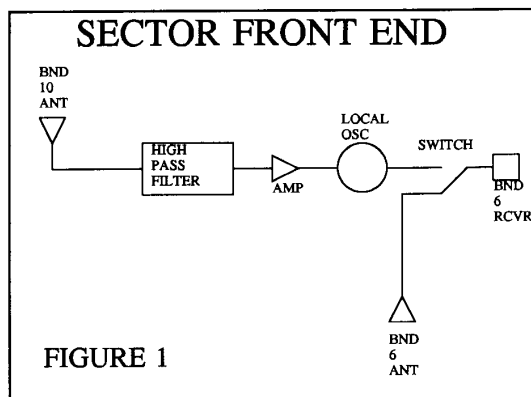 SECTOR FRONT END
BND
10
ANT
HIGH
PASS
FILTER
AMP
LOCAL
OSC
SWITCH
BND
6
RCVR
BND
6
ANT
FIGURE 1